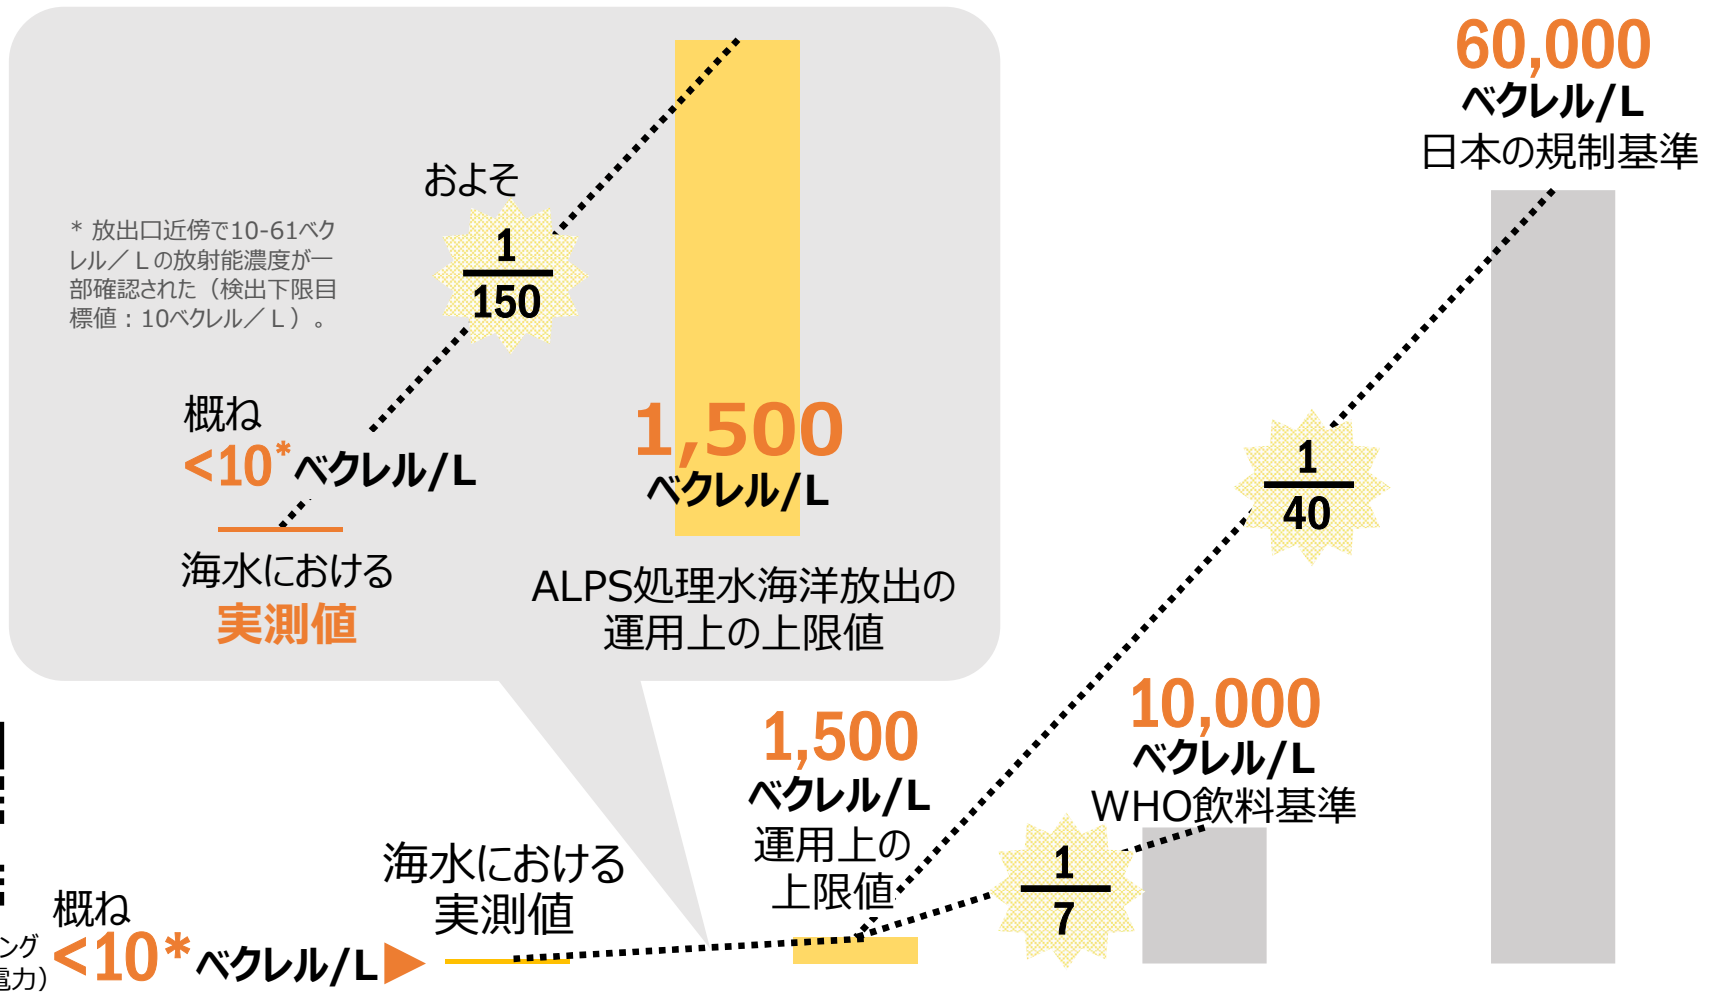 およそ
1
150
* 放出口近傍で10-61ベク
レル／Ｌの放射能濃度が一
部確認された（検出下限目
標値：10ベクレル／Ｌ）。
概ね
<10*ベクレル/L
海水における
実測値
1,500
ベクレル/L
ALPS処理水海洋放出の
運用上の上限値
60,000
ベクレル/L
日本の規制基準
1
40
10,000
ベクレル/L
WHO飲料基準
1
7
1,500
ベクレル/L
運用上の
上限値
海水における
実測値
概ね
<10*ベクレル/L
ング
電力）